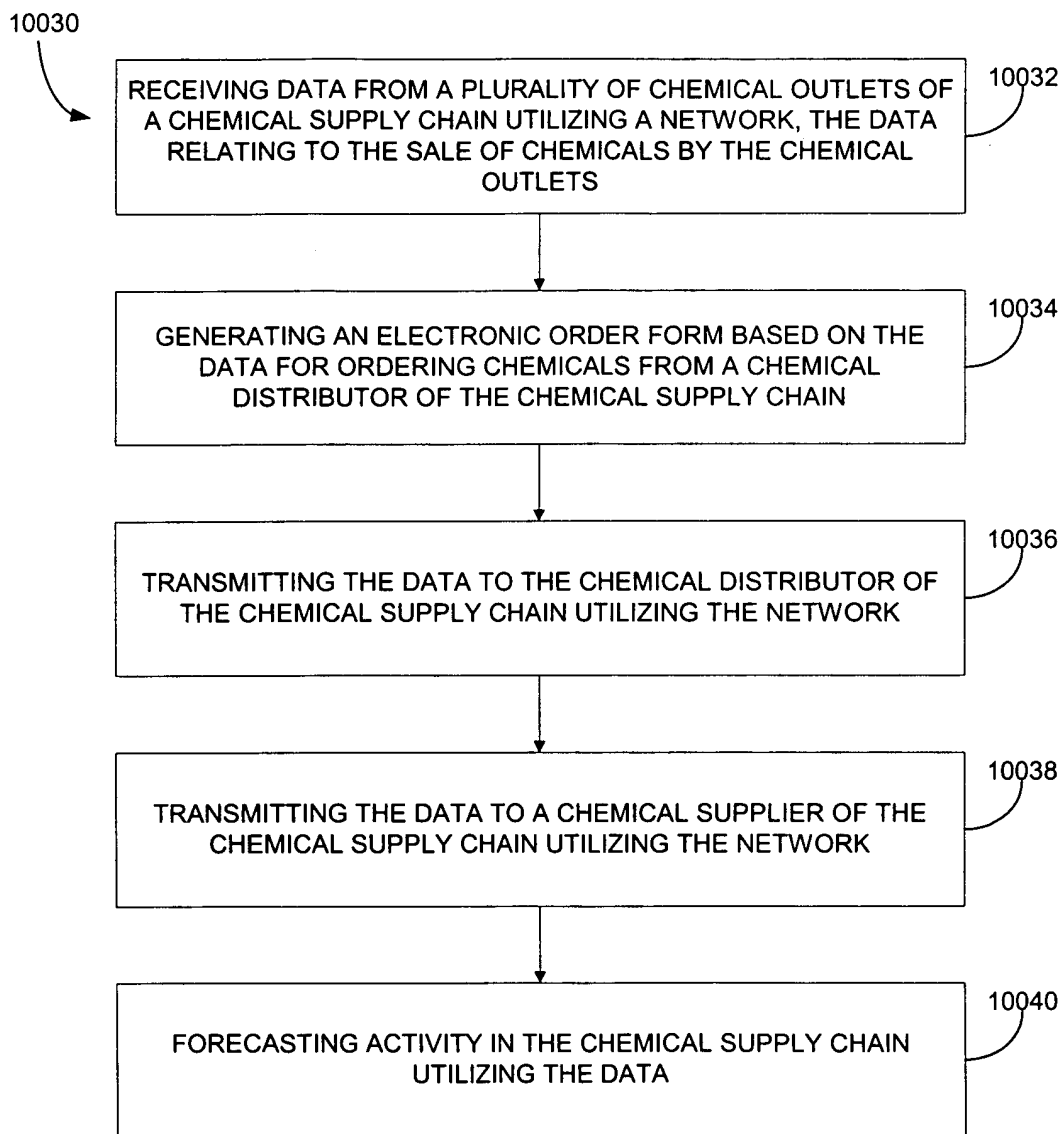 10030
10032
RECEIVING DATA FROM A PLURALITY OF CHEMICAL OUTLETS OF
A CHEMICAL SUPPLY CHAIN UTILIZING A NETWORK, THE DATA
RELATING TO THE SALE OF CHEMICALS BY THE CHEMICAL
OUTLETS
10034
GENERATING AN ELECTRONIC ORDER FORM BASED ON THE
DATA FOR ORDERING CHEMICALS FROM A CHEMICAL
DISTRIBUTOR OF THE CHEMICAL SUPPLY CHAIN
10036
TRANSMITTING THE DATA TO THE CHEMICAL DISTRIBUTOR OF
THE CHEMICAL SUPPLY CHAIN UTILIZING THE NETWORK
10038
TRANSMITTING THE DATA TO A CHEMICAL SUPPLIER OF THE
CHEMICAL SUPPLY CHAIN UTILIZING THE NETWORK
10040
FORECASTING ACTIVITY IN THE CHEMICAL SUPPLY CHAIN
UTILIZING THE DATA